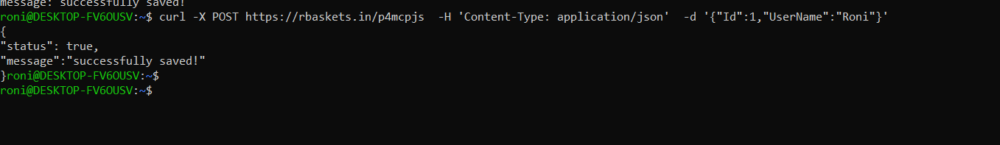 message: successfully saved!
roni@DESKTOP-FV6OUSV:~$ curl -X POST https://rbaskets.in/p4mcpjs  -H 'Content-Type: application/json'  -d '{"Id":1,"UserName":"Roni"}'
{
"status": true,
"message":"successfully saved!"
}roni@DESKTOP-FV6OUSV:~$
roni@DESKTOP-FV6OUSV:~$